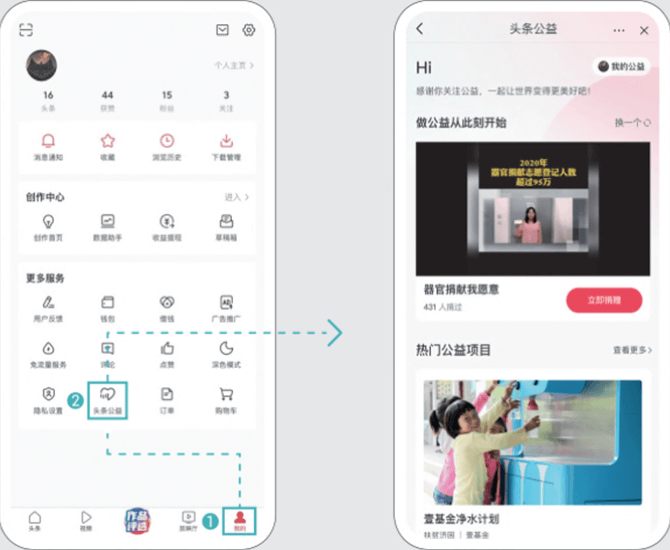 个人主页 >
16 44 15 3
头条 获赞 粉丝 关注
消息通知 收藏 浏览历史 下载管理
创作中心 进入 >
创作首页 数据助手 收益提现 草稿箱
更多服务
用户反馈 钱包 借钱 广告推广
免流量服务 评论 点赞 深色模式
2
隐私设置 头条公益 订单 购物车
1
头条 视频 作品评选 放映厅 我的
头条公益
Hi
我的公益
感谢你关注公益，一起让世界变得更美好吧！
做公益从此刻开始 换一个
2020年
器官捐献志愿登记人数
超过95万
器官捐献我愿意
431 人捐过
立即捐赠
热门公益项目 查看更多>
壹基金净水计划
扶贫济困 | 壹基金